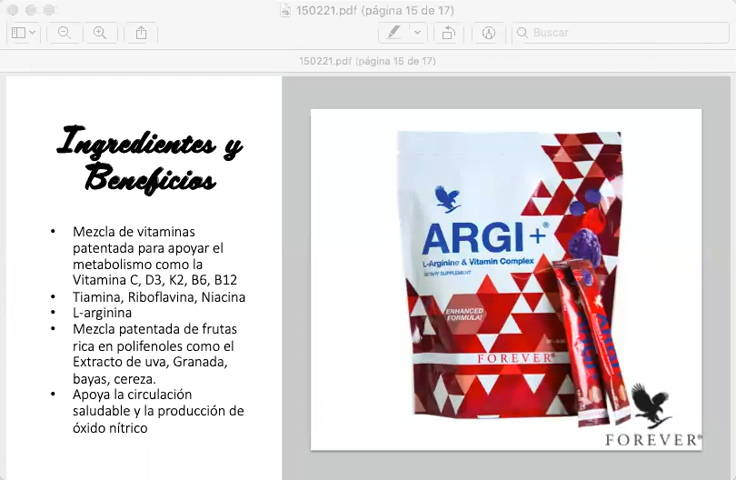 150221.pdf (página 15 de 17)
Buscar
150221.pdf (página 15 de 17)
Ingredientes y
Beneficios
• Mezcla de vitaminas
patentada para apoyar el
metabolismo como la
Vitamina C, D3, K2, B6, B12
• Tiamina, Riboflavina, Niacina
• L-arginina
• Mezcla patentada de frutas
rica en polifenoles como el
Extracto de uva, Granada,
bayas, cereza.
• Apoya la circulación
saludable y la producción de
óxido nítrico
ARGI+®
L-Arginine & Vitamin Complex
DIETARY SUPPLEMENT
ENHANCED
FORMULA!
FOREVER®
FOREVER®